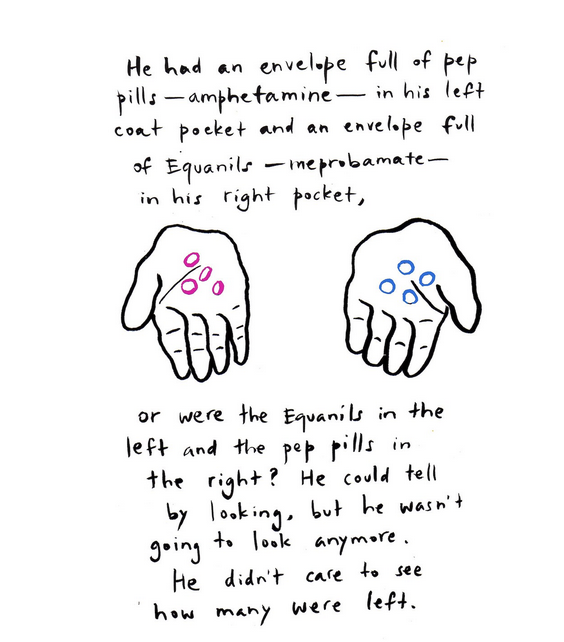 He had an envelope full of pep
pills — amphetamine — in his left
coat pocket and an envelope full
of Equanils — meprobamate —
in his right pocket,
or were the Equanils in the
left and the pep pills in
the right? He could tell
by looking, but he wasn't
going to look anymore.
He didn't care to see
how many were left.